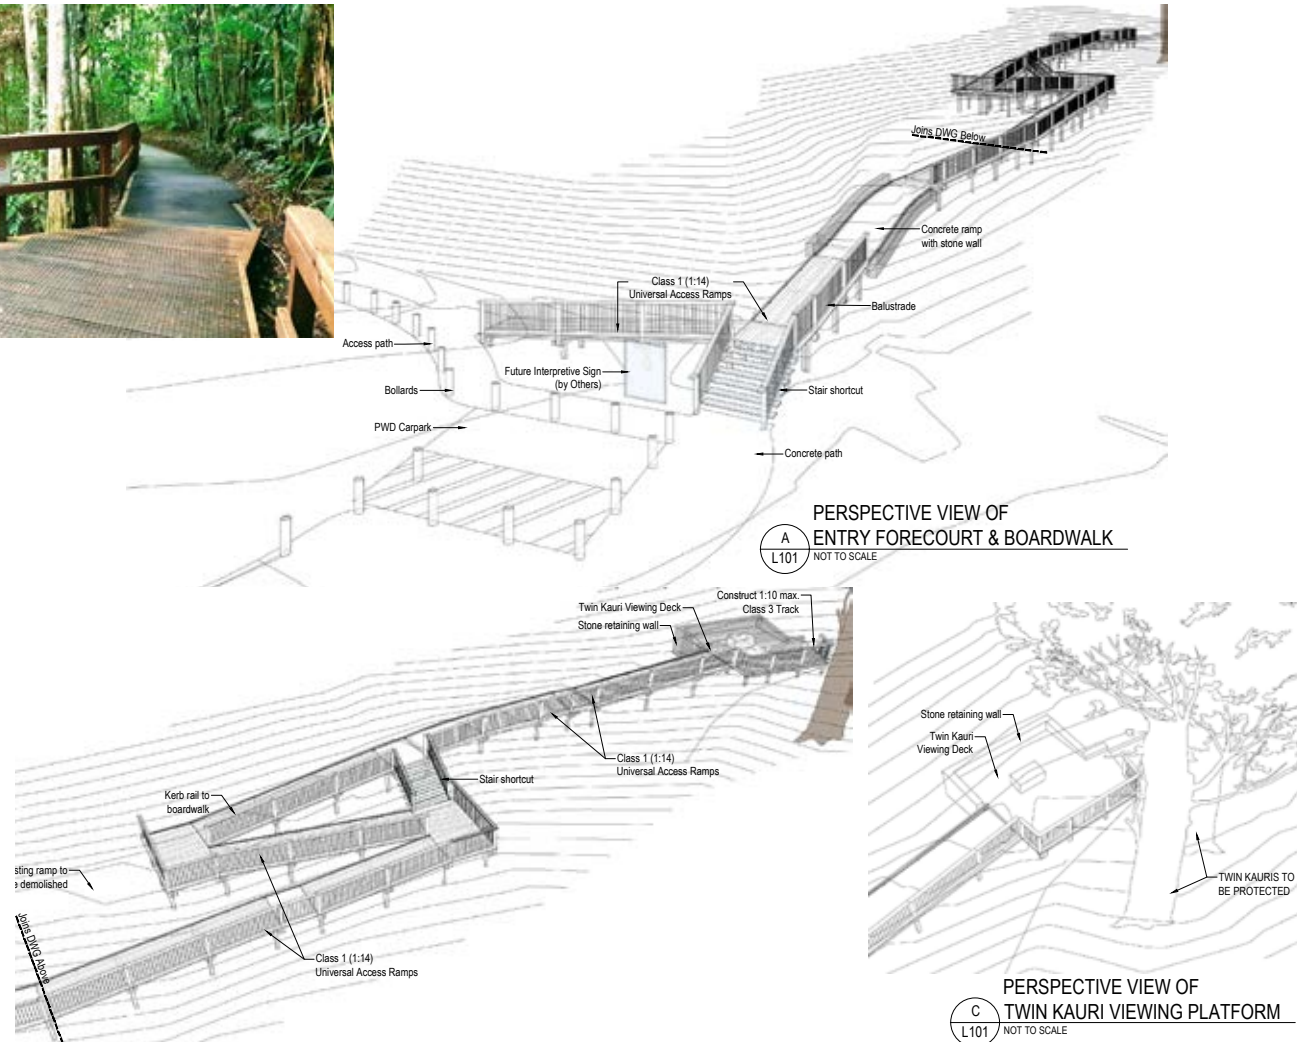 Joins DWG Below
Concrete ramp
with stone wall
Class 1 (1:14)
Universal Access Ramps
Balustrade
Access path
Future Interpretive Sign
(by Others)
Bollards
Stair shortcut
PWD Carpark
Concrete path
PERSPECTIVE VIEW OF
A
ENTRY FORECOURT & BOARDWALK
L101
NOT TO SCALE
Twin Kauri Viewing Deck
Stone retaining wall
Construct 1:10 max.
Class 3 Track
Class 1 (1:14)
Universal Access Ramps
Stair shortcut
Kerb rail to
boardwalk
sting ramp to
e demolished
Joins DWG Above
Class 1 (1:14)
Universal Access Ramps
Stone retaining wall
Twin Kauri
Viewing Deck
TWIN KAURIS TO
BE PROTECTED
PERSPECTIVE VIEW OF
C
TWIN KAURI VIEWING PLATFORM
L101
NOT TO SCALE